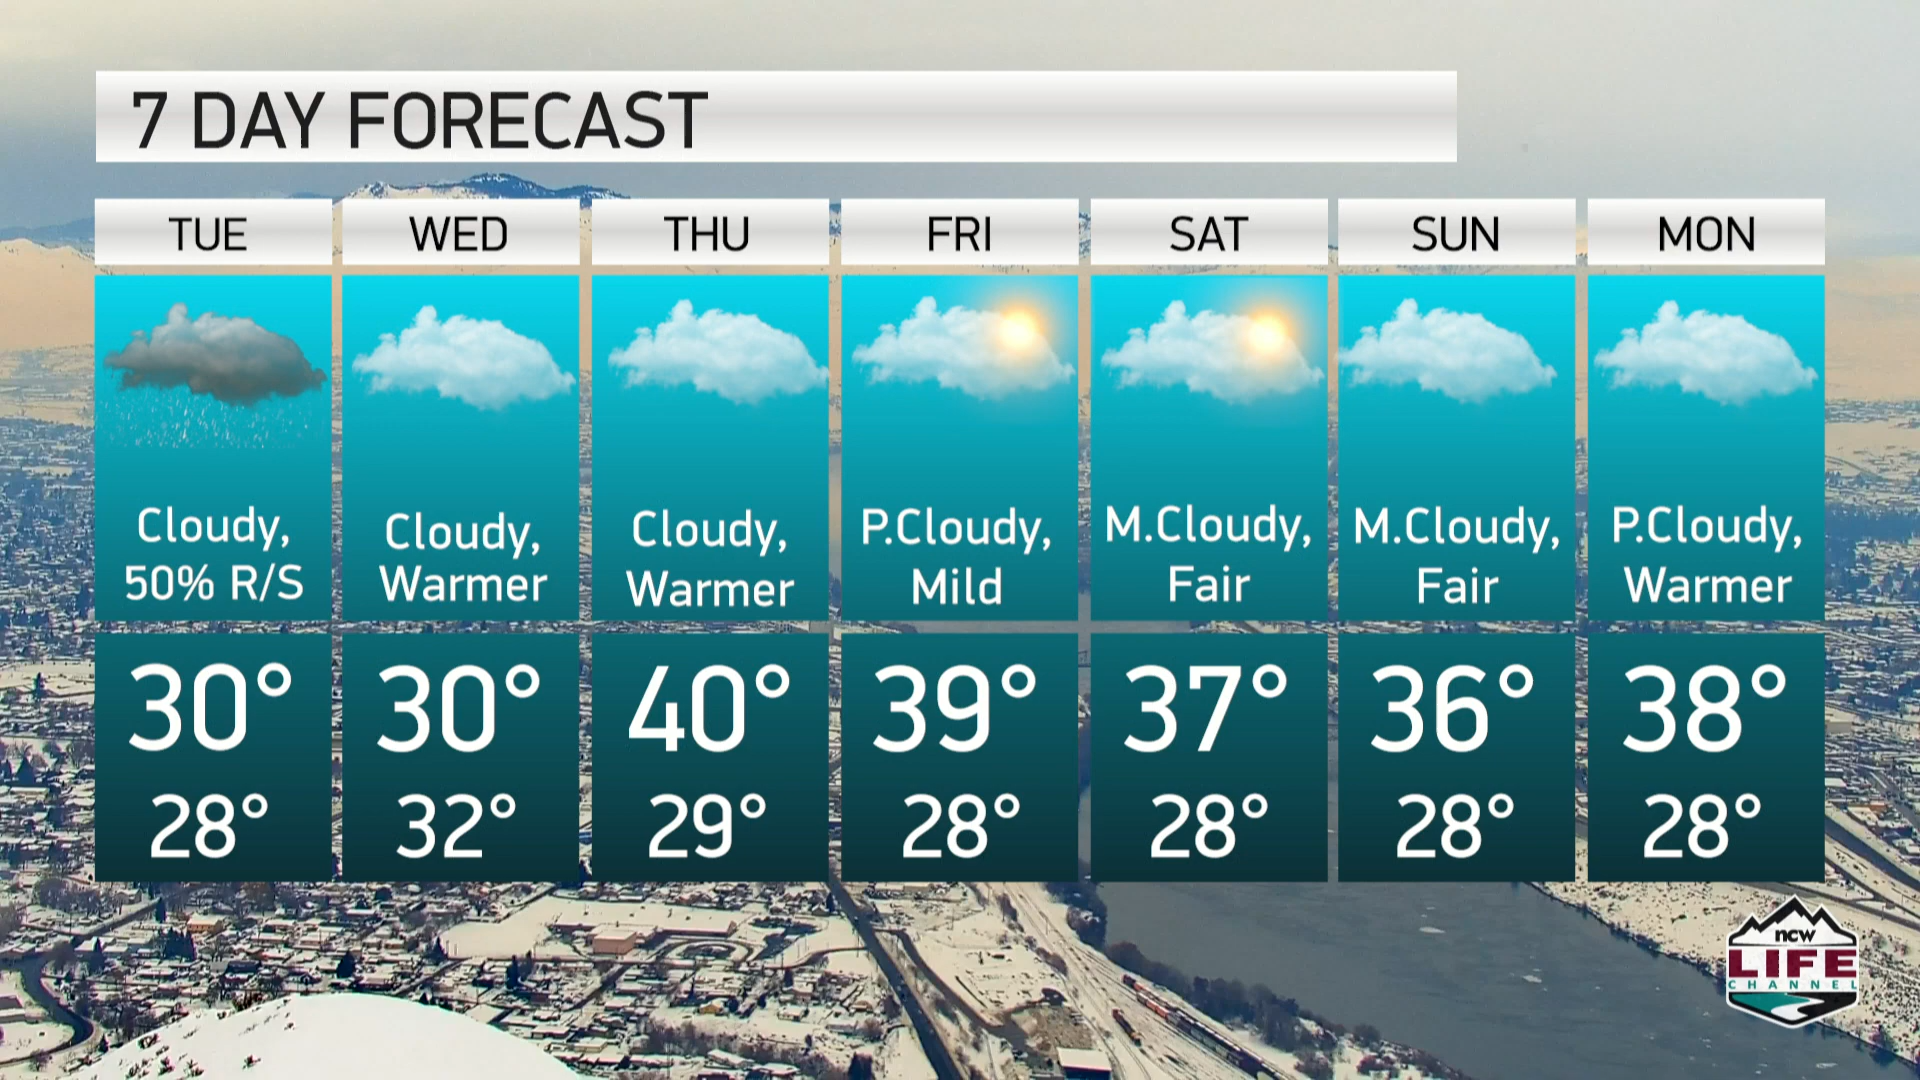 7 DAY FORECAST
TUE WED THU FRI SAT SUN MON
Cloudy,
50% R/S
Cloudy,
Warmer
Cloudy,
Warmer
P.Cloudy,
Mild
M.Cloudy,
Fair
M.Cloudy,
Fair
P.Cloudy,
Warmer
30° 30° 40° 39° 37° 36° 38°
28° 32° 29° 28° 28° 28° 28°
ncw
LIFE
CHANNEL